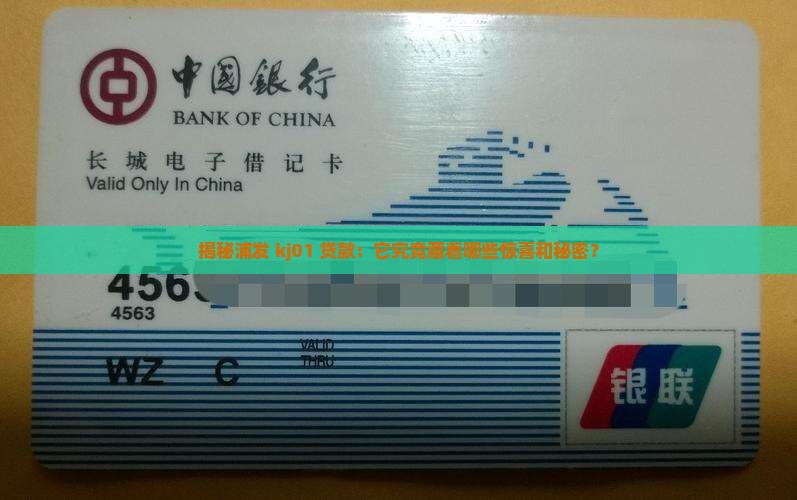 中國銀行
BANK OF CHINA
长城电子借记卡
Valid Only In China
揭秘浦发 kj01 贷款：它究竟藏着哪些惊喜和秘密？
4563
4563
VALID
THRU
WZ C
银联